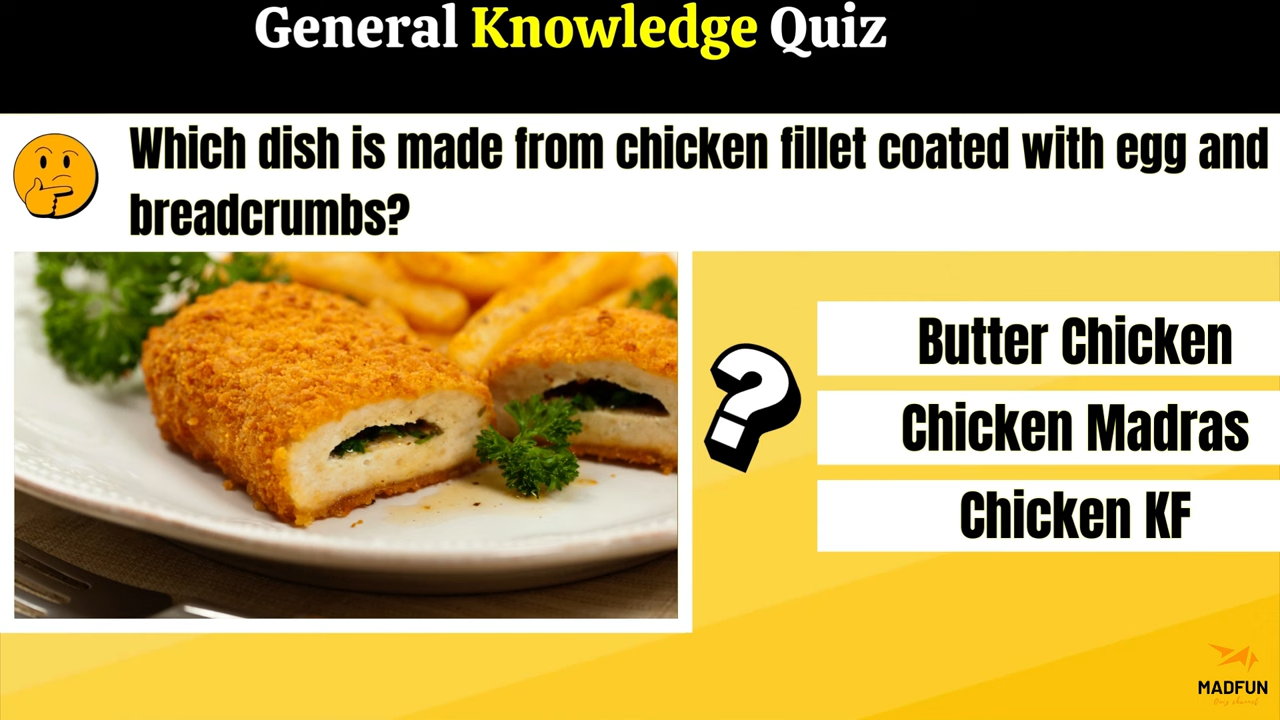 General Knowledge Quiz
Which dish is made from chicken fillet coated with egg and
breadcrumbs?
Butter Chicken
Chicken Madras
Chicken KF
MADFUN